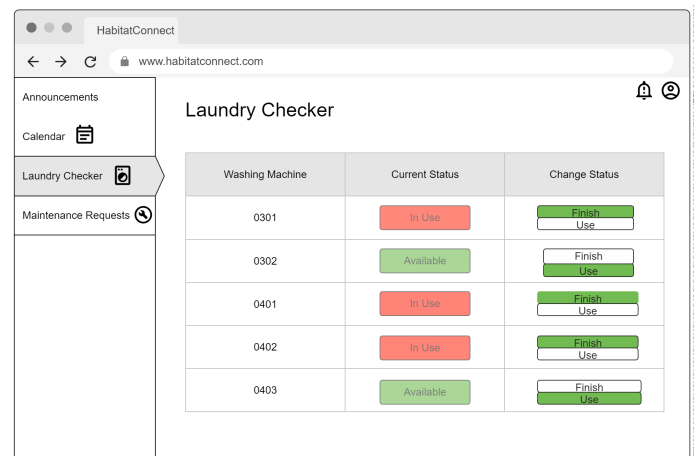 HabitatConnect
www.habitatconnect.com
Announcements
Calendar
Laundry Checker
Maintenance Requests
Laundry Checker
Washing Machine Current Status Change Status
0301 In Use Finish
Use
0302 Available Finish
Use
0401 In Use Finish
Use
0402 In Use Finish
Use
0403 Available Finish
Use